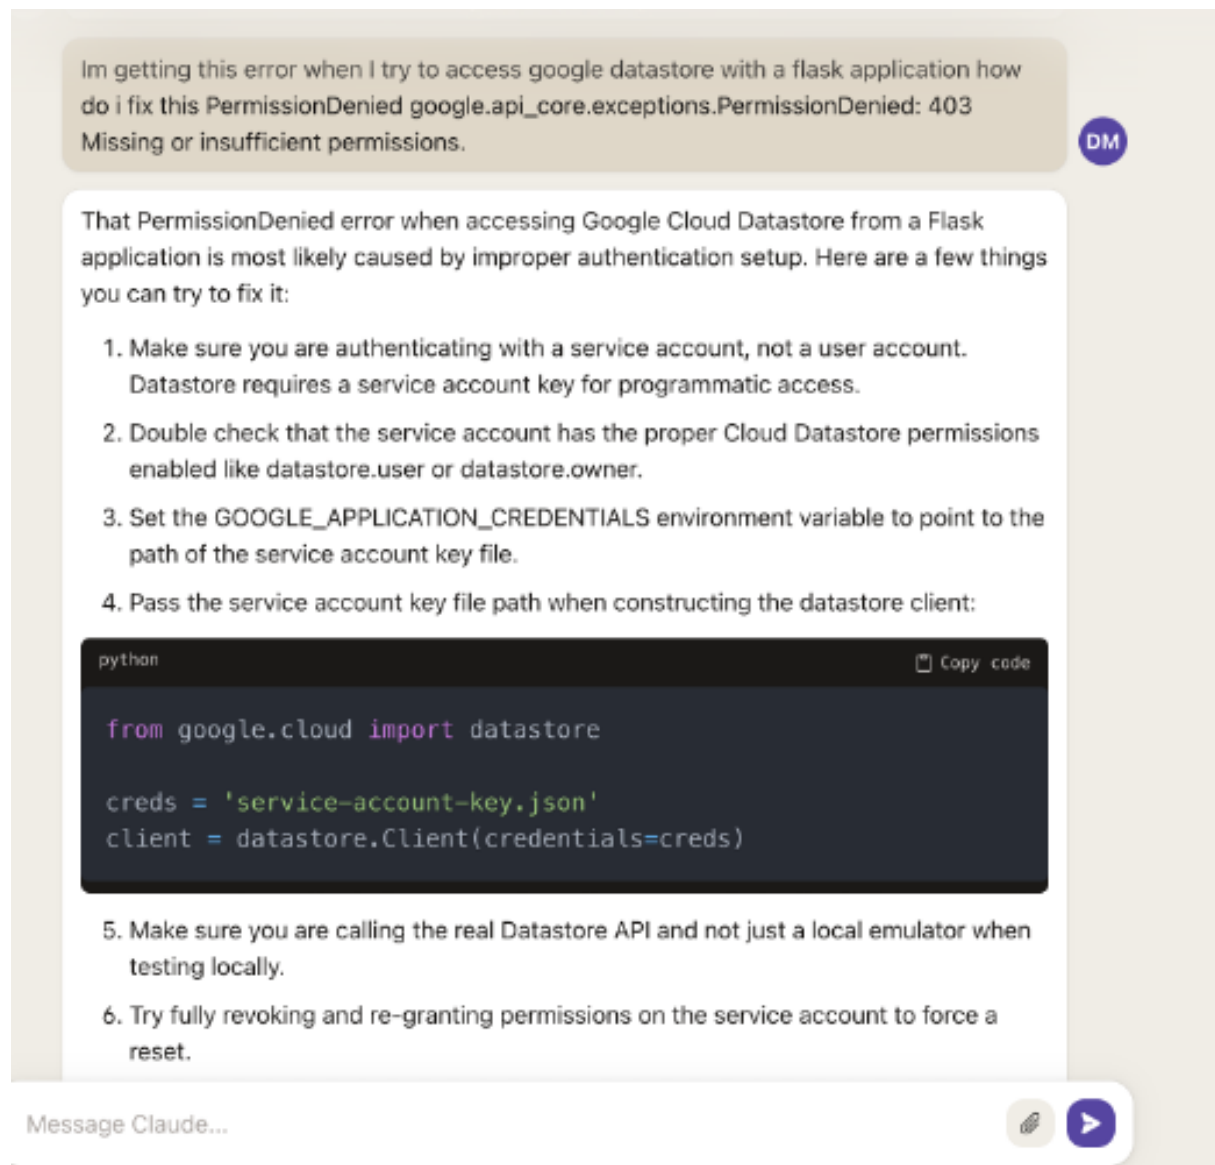 Im getting this error when I try to access google datastore with a flask application how
do i fix this PermissionDenied google.api_core.exceptions.PermissionDenied: 403
Missing or insufficient permissions.
DM
That PermissionDenied error when accessing Google Cloud Datastore from a Flask
application is most likely caused by improper authentication setup. Here are a few things
you can try to fix it:
1. Make sure you are authenticating with a service account, not a user account.
Datastore requires a service account key for programmatic access.
2. Double check that the service account has the proper Cloud Datastore permissions
enabled like datastore.user or datastore.owner.
3. Set the GOOGLE_APPLICATION_CREDENTIALS environment variable to point to the
path of the service account key file.
4. Pass the service account key file path when constructing the datastore client:
python Copy code
from google.cloud import datastore
creds = 'service-account-key.json'
client = datastore.Client(credentials=creds)
5. Make sure you are calling the real Datastore API and not just a local emulator when
testing locally.
6. Try fully revoking and re-granting permissions on the service account to force a
reset.
Message Claude...